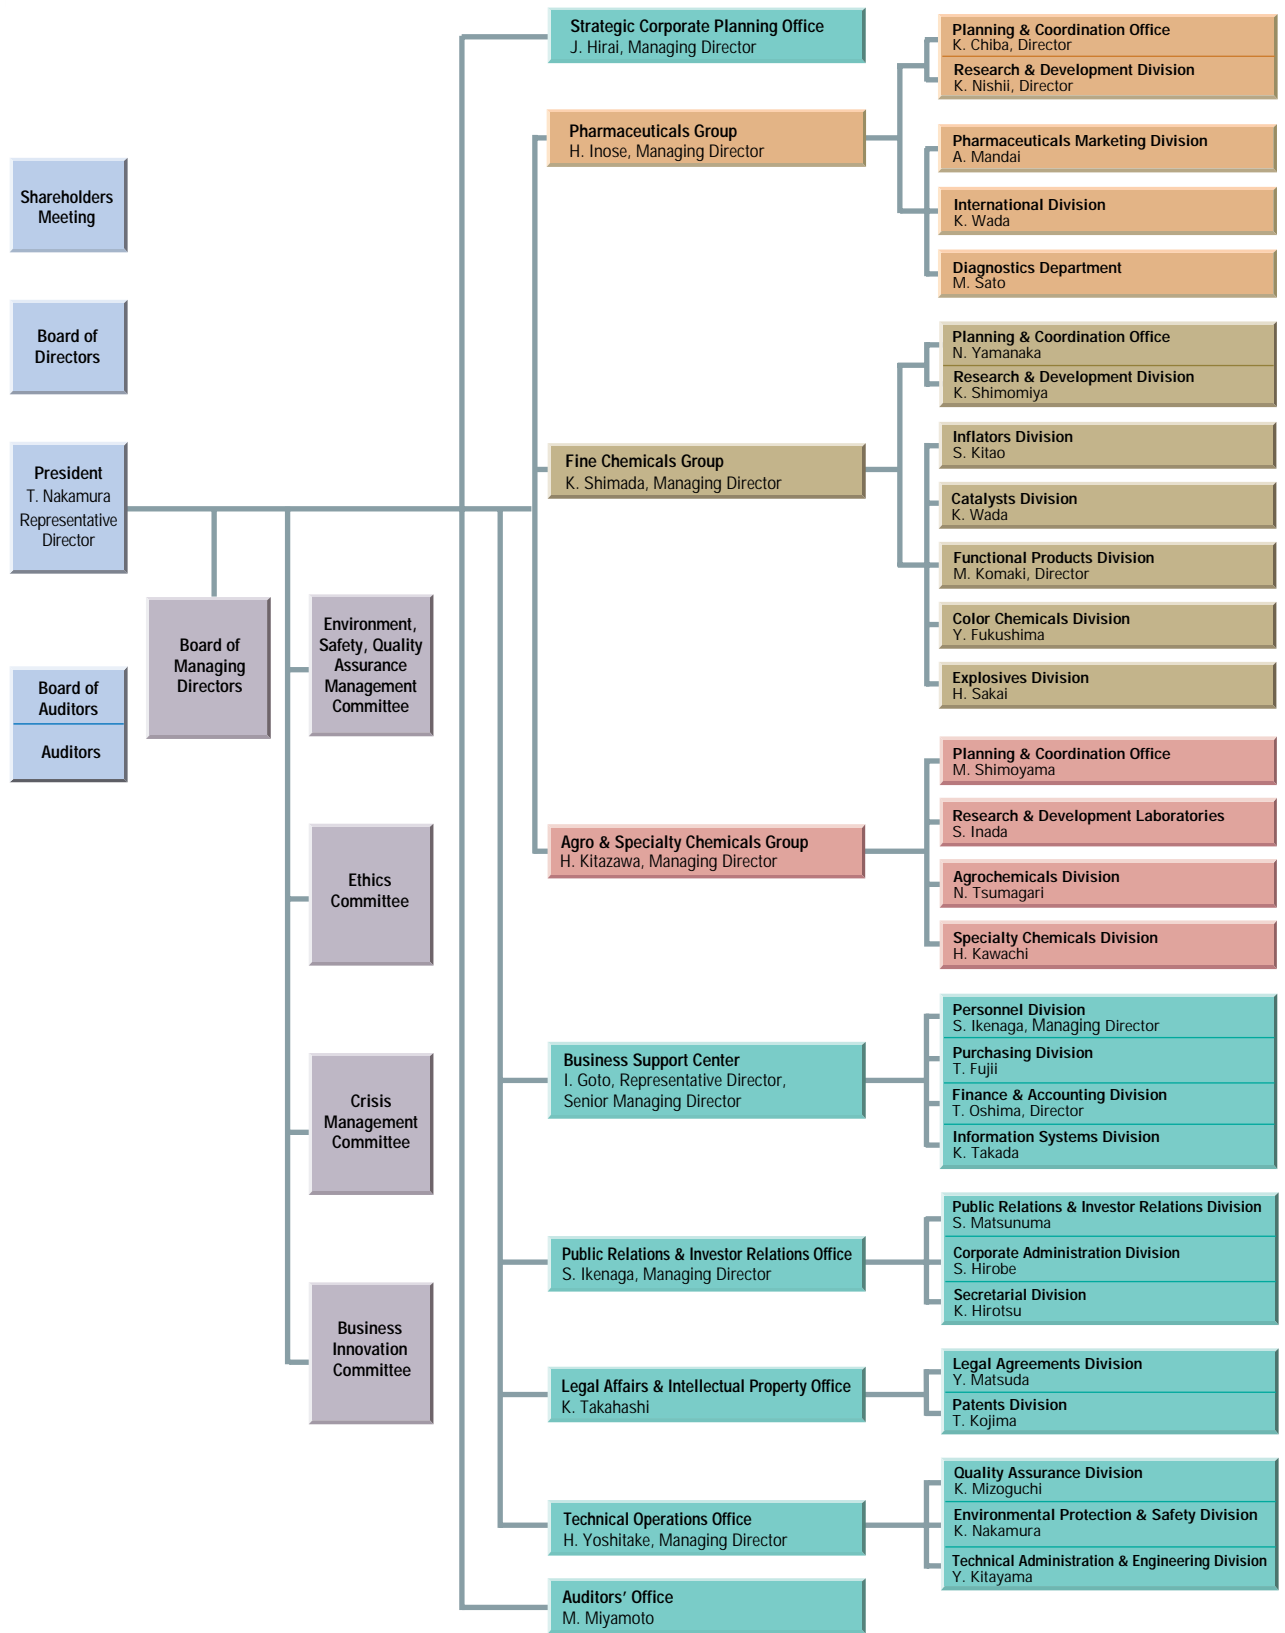 Shareholders
Meeting
Board of
Directors
President
T. Nakamura
Representative
Director
Board of
Auditors
Auditors
Board of
Managing
Directors
Environment,
Safety, Quality
Assurance
Management
Committee
Ethics
Committee
Crisis
Management
Committee
Business
Innovation
Committee
Strategic Corporate Planning Office
J. Hirai, Managing Director
Pharmaceuticals Group
H. Inose, Managing Director
Planning & Coordination Office
K. Chiba, Director
Research & Development Division
K. Nishii, Director
Pharmaceuticals Marketing Division
A. Mandai
International Division
K. Wada
Diagnostics Department
M. Sato
Fine Chemicals Group
K. Shimada, Managing Director
Planning & Coordination Office
N. Yamanaka
Research & Development Division
K. Shimomiya
Inflators Division
S. Kitao
Catalysts Division
K. Wada
Functional Products Division
M. Komaki, Director
Color Chemicals Division
Y. Fukushima
Explosives Division
H. Sakai
Agro & Specialty Chemicals Group
H. Kitazawa, Managing Director
Planning & Coordination Office
M. Shimoyama
Research & Development Laboratories
S. Inada
Agrochemicals Division
N. Tsumagari
Specialty Chemicals Division
H. Kawachi
Business Support Center
I. Goto, Representative Director,
Senior Managing Director
Personnel Division
S. Ikenaga, Managing Director
Purchasing Division
T. Fujii
Finance & Accounting Division
T. Oshima, Director
Information Systems Division
K. Takada
Public Relations & Investor Relations Office
S. Ikenaga, Managing Director
Public Relations & Investor Relations Division
S. Matsunuma
Corporate Administration Division
S. Hirobe
Secretarial Division
K. Hirotsu
Legal Affairs & Intellectual Property Office
K. Takahashi
Legal Agreements Division
Y. Matsuda
Patents Division
T. Kojima
Technical Operations Office
H. Yoshitake, Managing Director
Quality Assurance Division
K. Mizoguchi
Environmental Protection & Safety Division
K. Nakamura
Technical Administration & Engineering Division
Y. Kitayama
Auditors' Office
M. Miyamoto